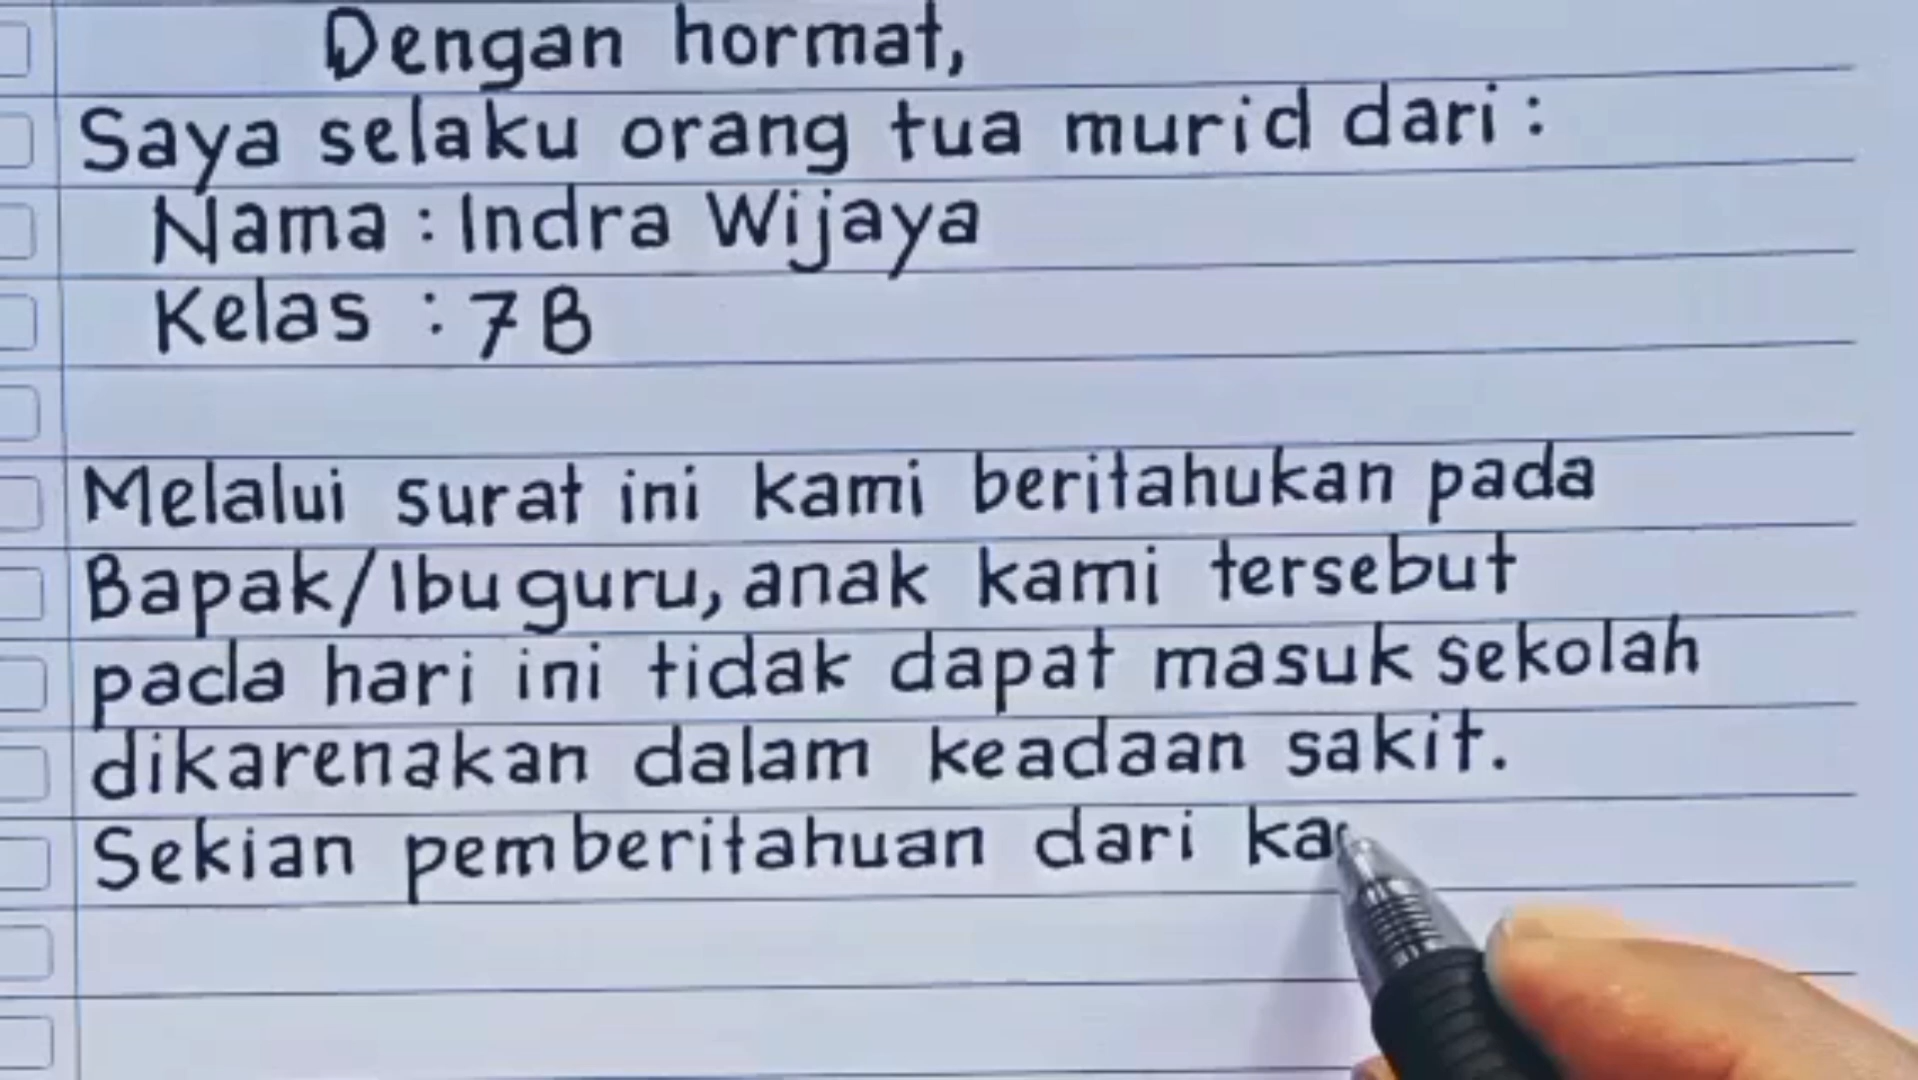 Dengan hormat,
Saya selaku orang tua murid dari :
Nama : Indra Wijaya
Kelas : 7B
Melalui surat ini kami beritahukan pada
Bapak/Ibu guru, anak kami tersebut
pada hari ini tidak dapat masuk sekolah
dikarenakan dalam keadaan sakit.
Sekian pemberitahuan dari ka